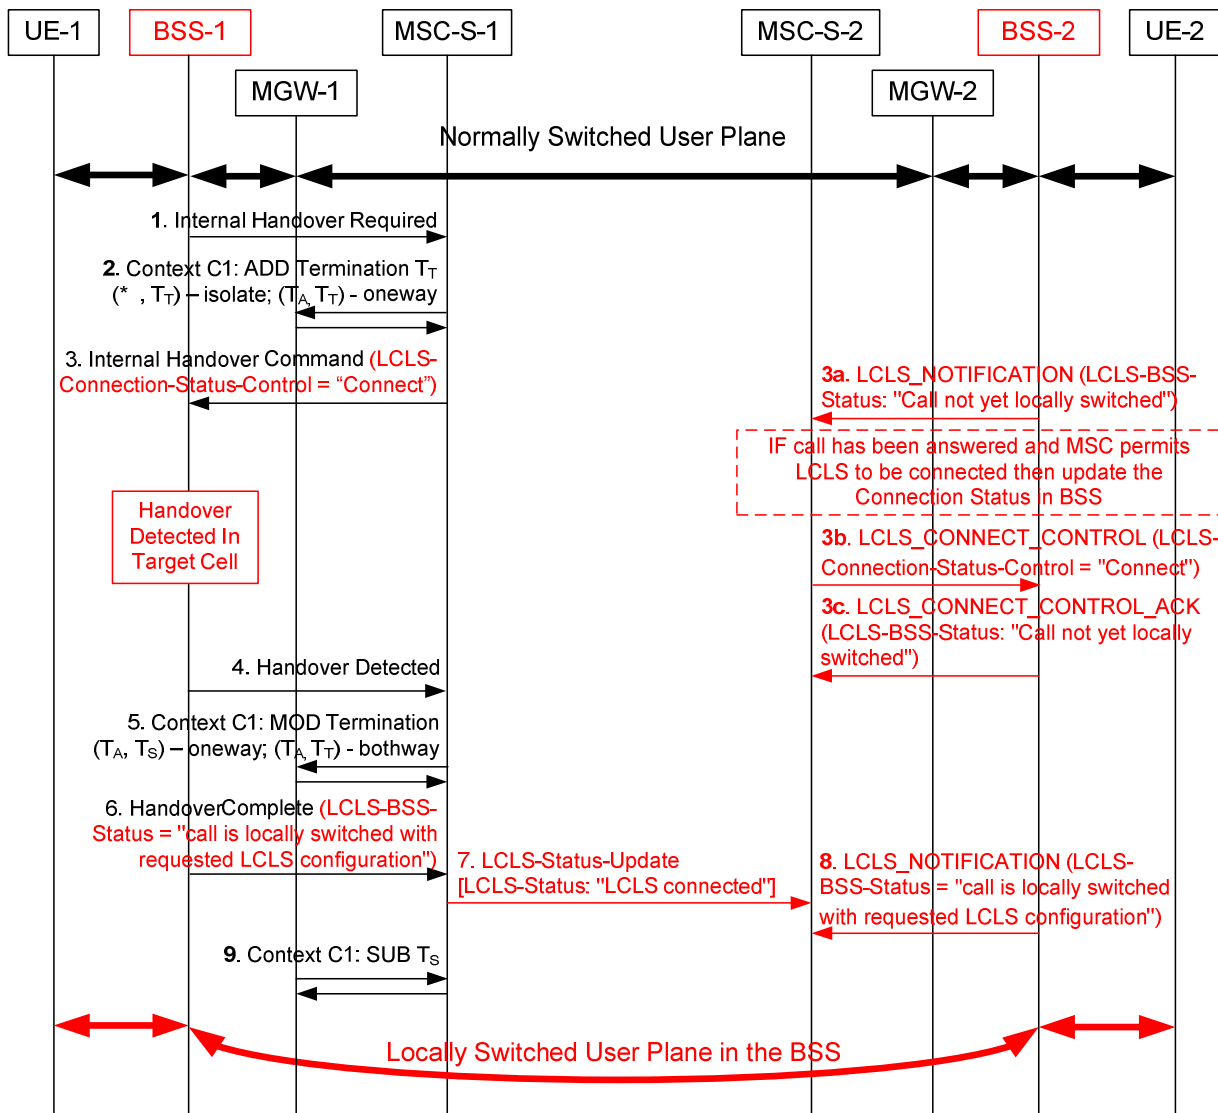 UE-1
BSS-1
MSC-S-1
MSC-S-2
BSS-2
UE-2
MGW-1
MGW-2
Normally Switched User Plane
1. Internal Handover Required
2. Context C1: ADD Termination TT
(* , TT) – isolate; (TA, TT) - oneway
3. Internal Handover Command (LCLS-
Connection-Status-Control = “Connect”)
3a. LCLS_NOTIFICATION (LCLS-BSS-
Status: "Call not yet locally switched")
IF call has been answered and MSC permits
LCLS to be connected then update the
Connection Status in BSS
Handover
Detected In
Target Cell
3b. LCLS_CONNECT_CONTROL (LCLS-
Connection-Status-Control = "Connect")
3c. LCLS_CONNECT_CONTROL_ACK
(LCLS-BSS-Status: "Call not yet locally
switched")
4. Handover Detected
5. Context C1: MOD Termination
(TA, TS) – oneway; (TA, TT) - bothway
6. HandoverComplete (LCLS-BSS-
Status = "call is locally switched with
requested LCLS configuration")
7. LCLS-Status-Update
[LCLS-Status: "LCLS connected"]
8. LCLS_NOTIFICATION (LCLS-
BSS-Status = "call is locally switched
with requested LCLS configuration")
9. Context C1: SUB TS
Locally Switched User Plane in the BSS